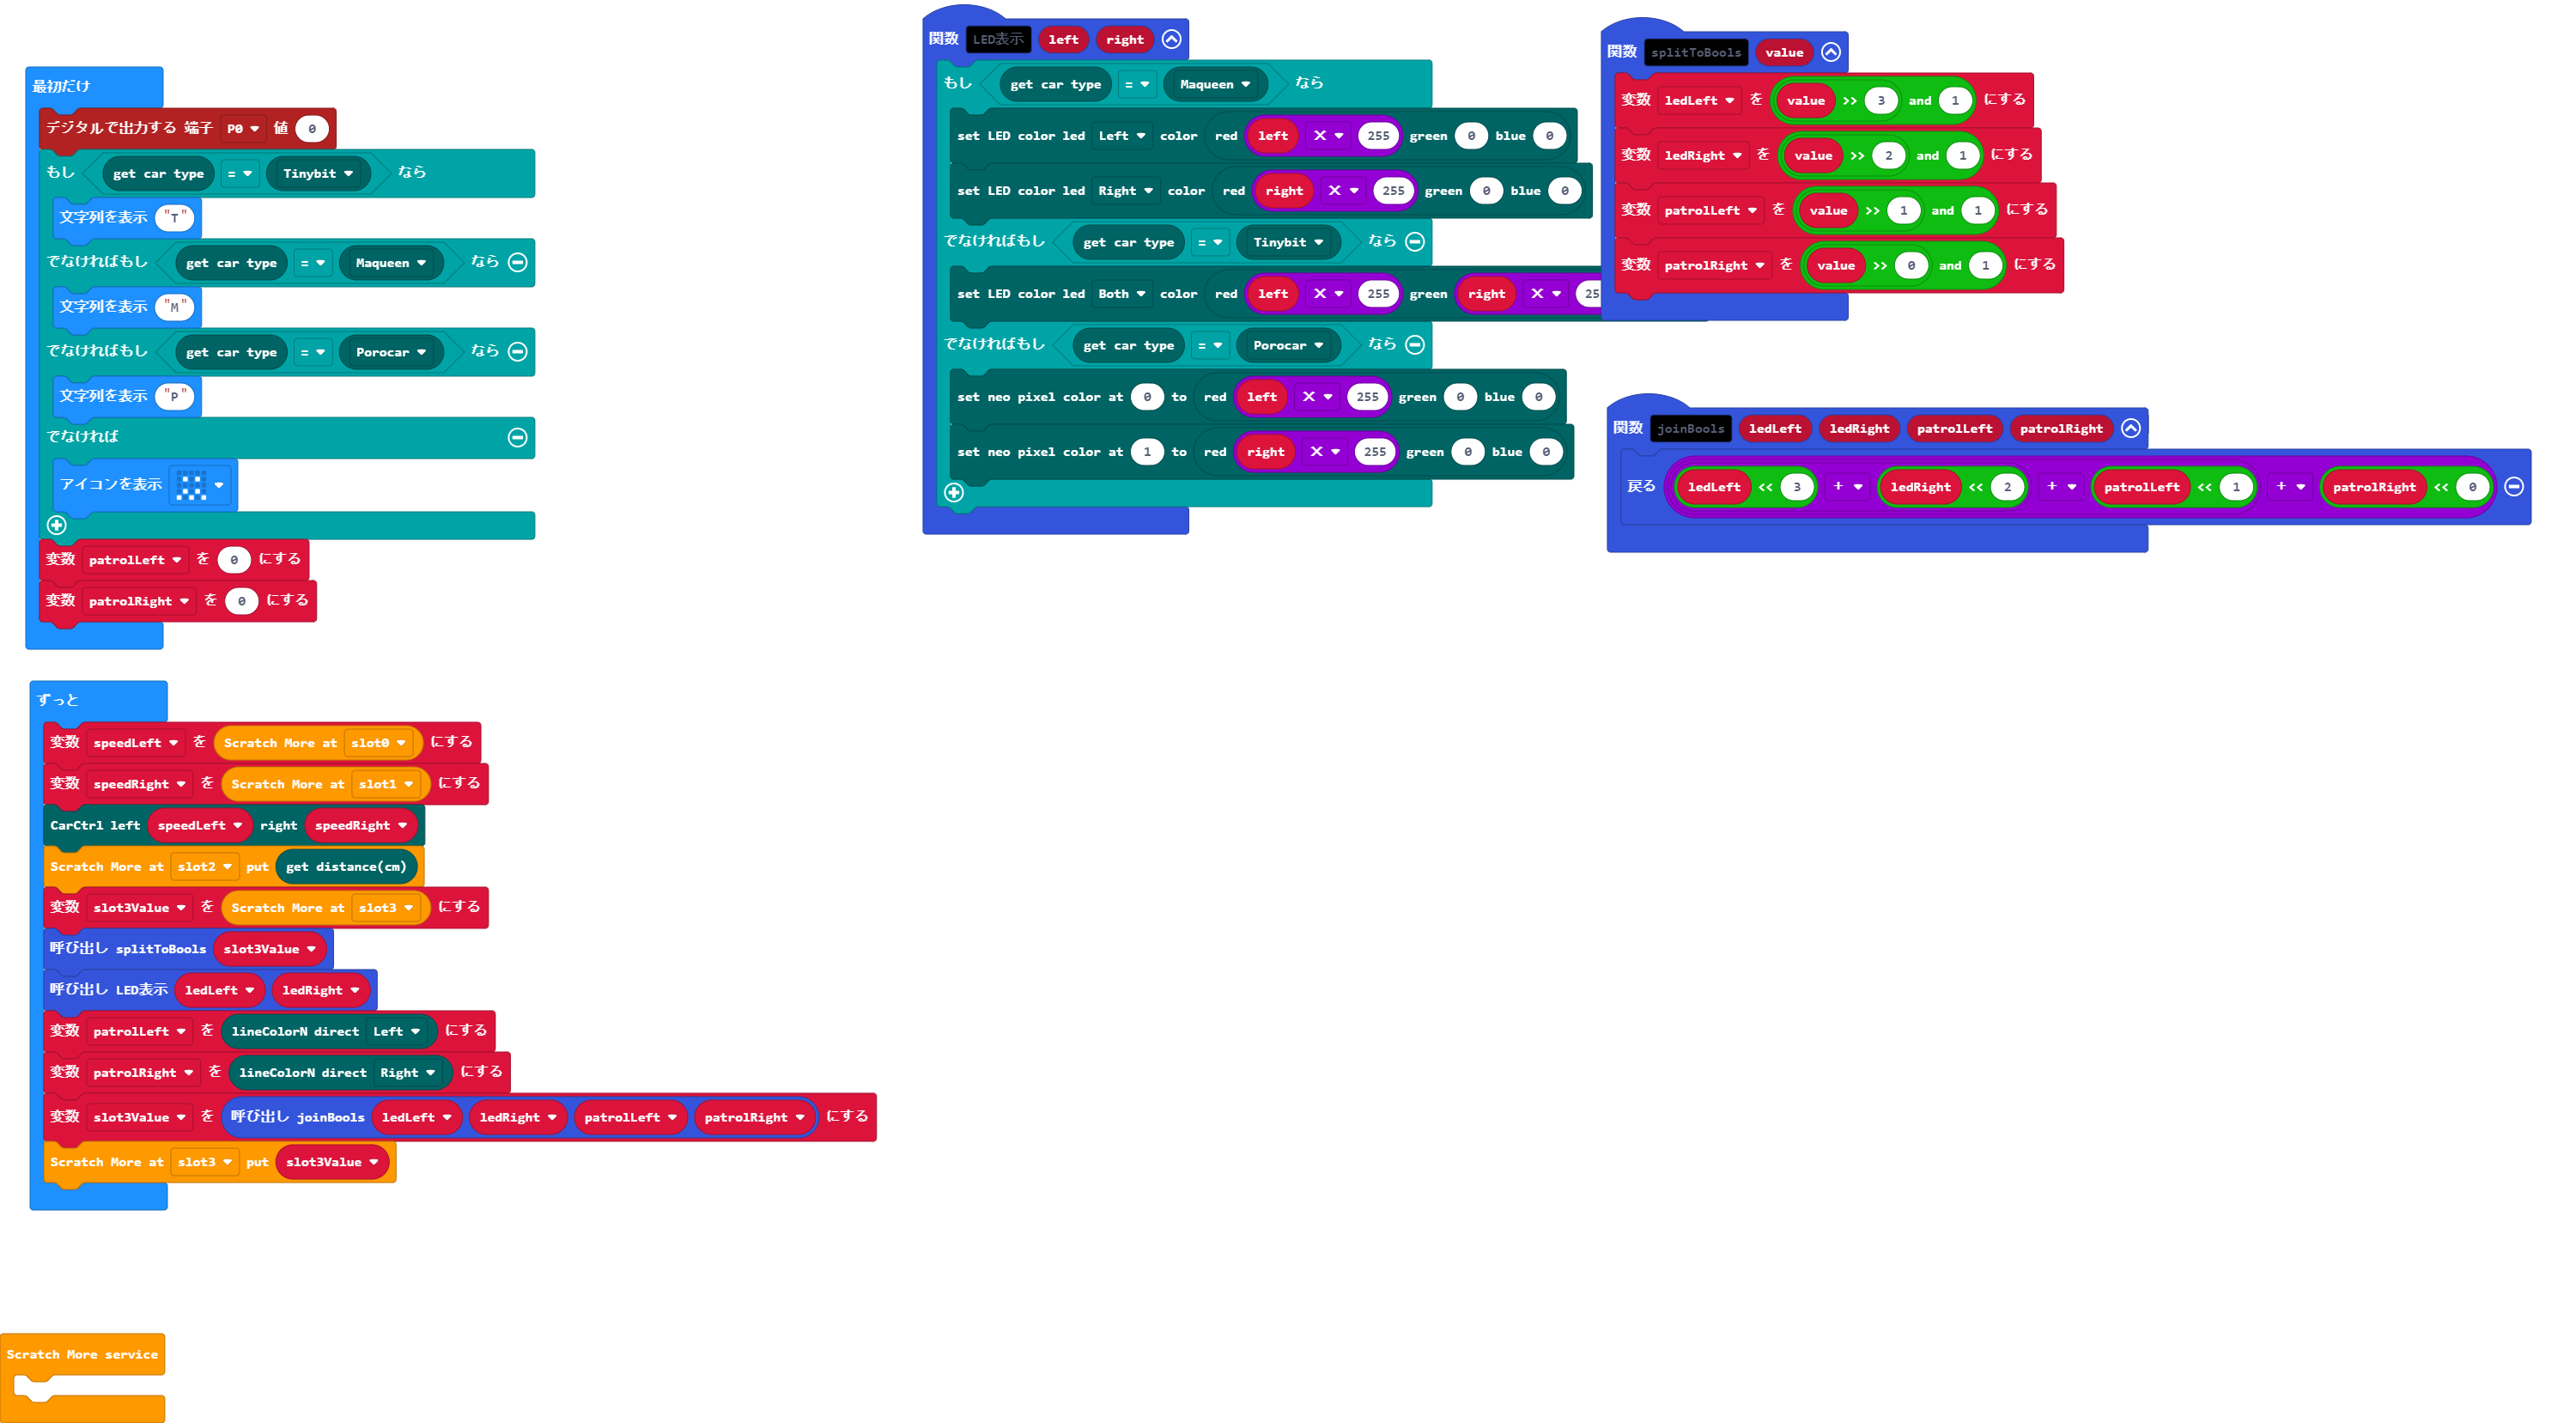 最初だけ
デジタルで出力する 端子 P0 値 0
もし get car type = Tinybit なら
文字列を表示 "T"
でなければもし get car type = Maqueen なら
文字列を表示 "M"
でなければもし get car type = Porocar なら
文字列を表示 "P"
でなければ
アイコンを表示
変数 patrolLeft を 0 にする
変数 patrolRight を 0 にする
ずっと
変数 speedLeft を Scratch More at slot0 にする
変数 speedRight を Scratch More at slot1 にする
CarCtrl left speedLeft right speedRight
Scratch More at slot2 put get distance(cm)
変数 slot3Value を Scratch More at slot3 にする
呼び出し splitToBools slot3Value
呼び出し LED表示 ledLeft ledRight
変数 patrolLeft を lineColorN direct Left にする
変数 patrolRight を lineColorN direct Right にする
変数 slot3Value を 呼び出し joinBools ledLeft ledRight patrolLeft patrolRight にする
Scratch More at slot3 put slot3Value
Scratch More service
関数 LED表示 left right
もし get car type = Maqueen なら
set LED color led Left color red left × 255 green 0 blue 0
set LED color led Right color red right × 255 green 0 blue 0
でなければもし get car type = Tinybit なら
set LED color led Both color red left × 255 green right × 25
でなければもし get car type = Porocar なら
set neo pixel color at 0 to red left × 255 green 0 blue 0
set neo pixel color at 1 to red right × 255 green 0 blue 0
関数 splitToBools value
変数 ledLeft を value >> 3 and 1 にする
変数 ledRight を value >> 2 and 1 にする
変数 patrolLeft を value >> 1 and 1 にする
変数 patrolRight を value >> 0 and 1 にする
関数 joinBools ledLeft ledRight patrolLeft patrolRight
戻る ledLeft << 3 + ledRight << 2 + patrolLeft << 1 + patrolRight << 0